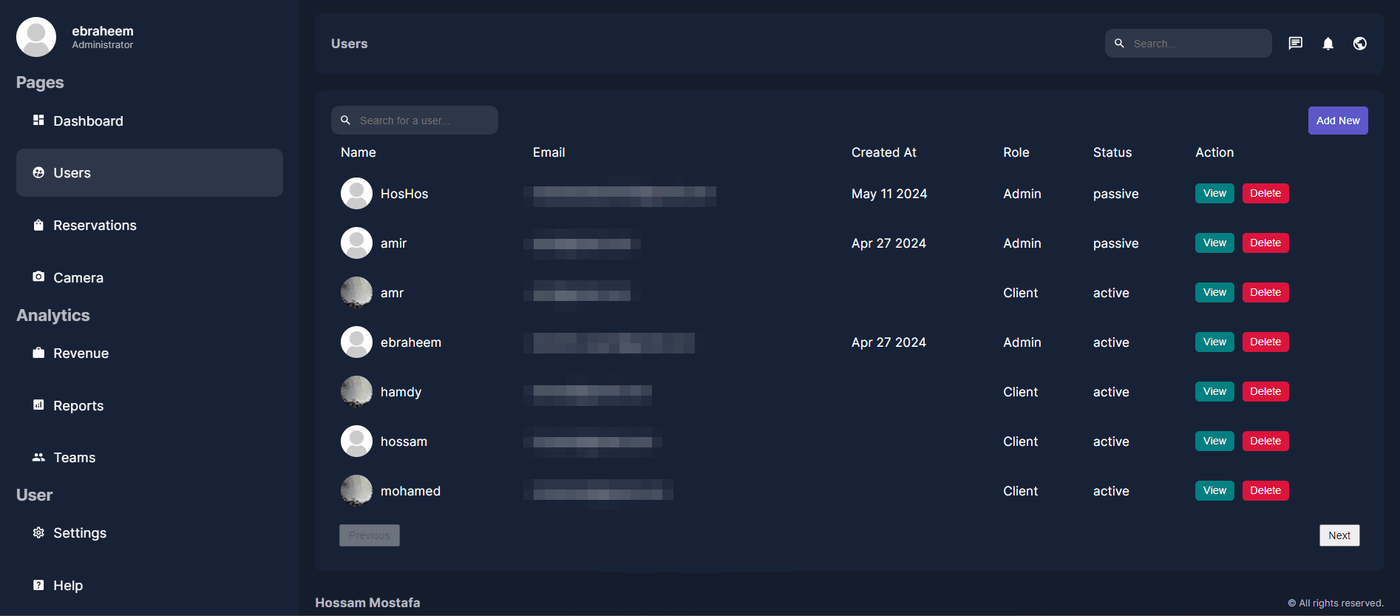 ebraheem
Administrator
Pages
Dashboard
Users
Reservations
Camera
Analytics
Revenue
Reports
Teams
User
Settings
Help
Users
Search...
Search for a user...
Add New
Name Email Created At Role Status Action
HosHos May 11 2024 Admin passive View Delete
amir Apr 27 2024 Admin passive View Delete
amr Client active View Delete
ebraheem Apr 27 2024 Admin active View Delete
hamdy Client active View Delete
hossam Client active View Delete
mohamed Client active View Delete
Previous Next
Hossam Mostafa © All rights reserved.